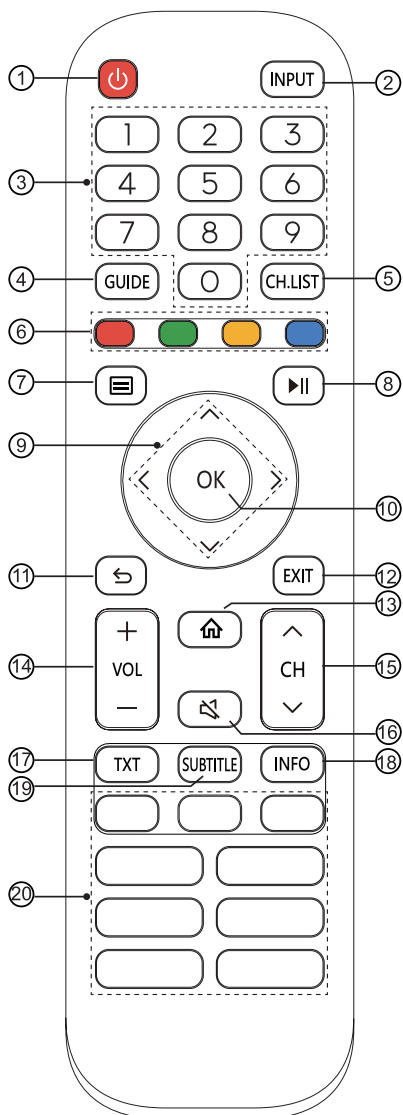 ① INPUT ②
1 2 3
③ 4 5 6
7 8 9
④ GUIDE 0 CH.LIST ⑤
⑥
⑦ ⑧
⑨
OK
⑩
⑪ EXIT ⑫
⑬
+
⑭ VOL CH ⑮
—
⑯
⑰ TXT SUBTITLE INFO ⑱
⑲
⑳